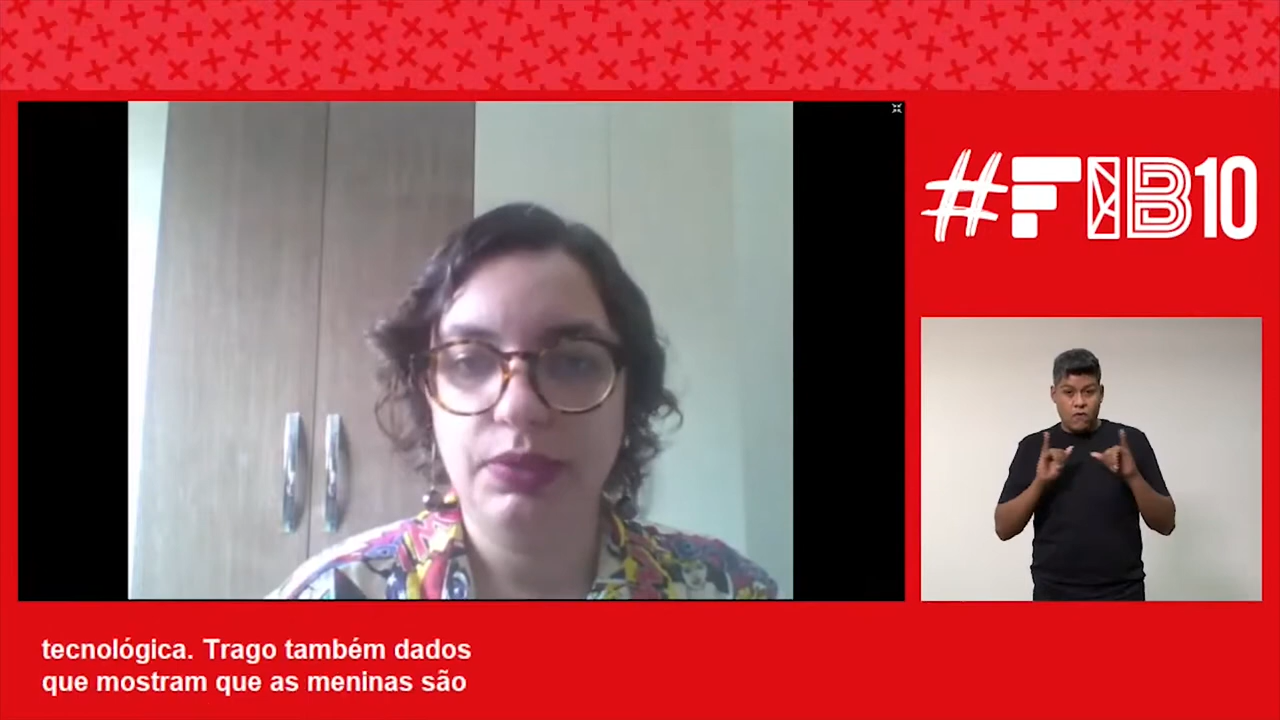 #FIB10
tecnológica. Trago também dados
que mostram que as meninas são